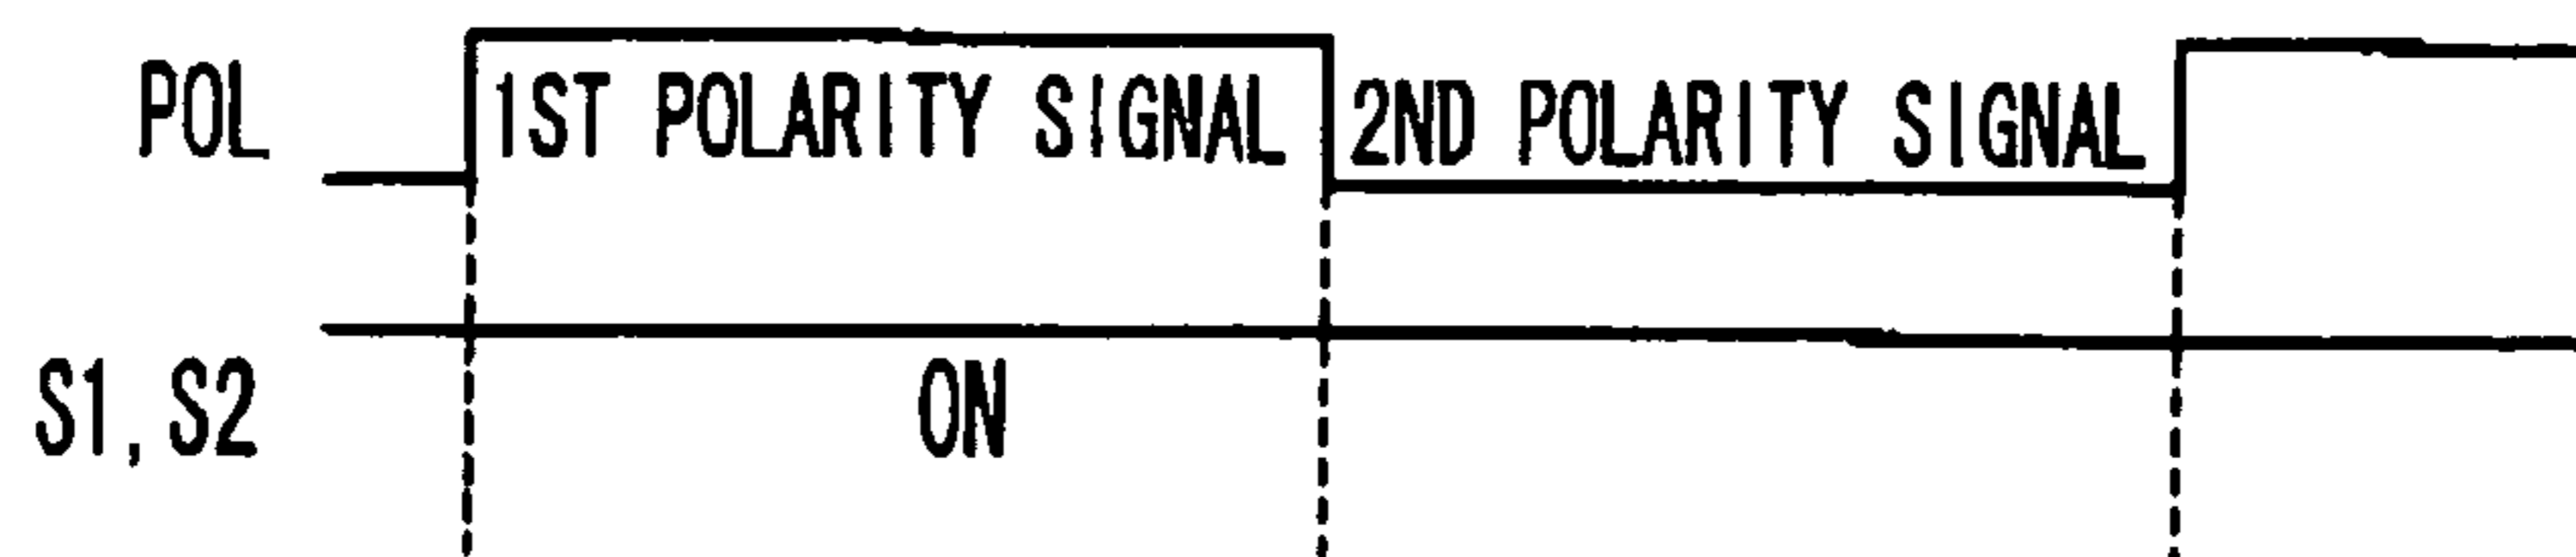 POL 1ST POLARITY SIGNAL 2ND POLARITY SIGNAL
S1, S2 ON